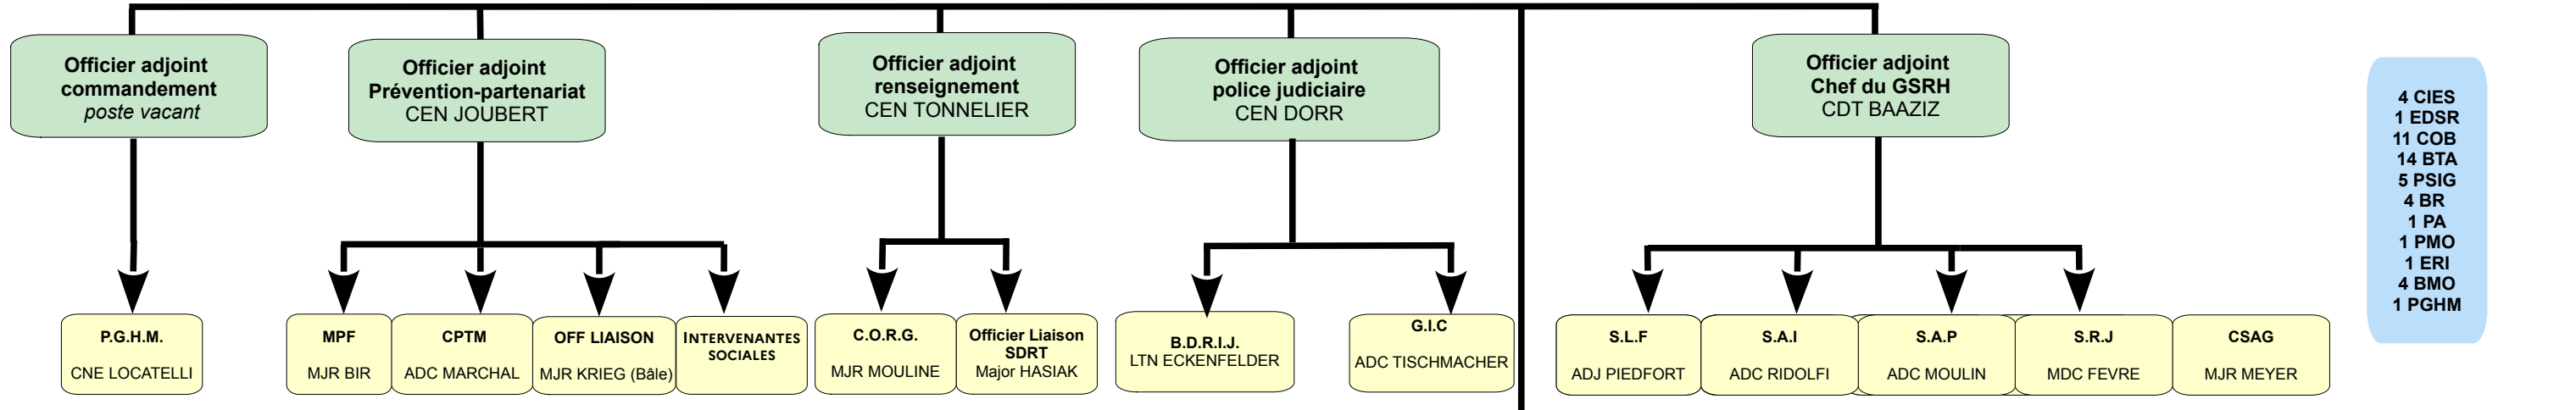 Officier adjoint
commandement
poste vacant
Officier adjoint
Prévention-partenariat
CEN JOUBERT
Officier adjoint
renseignement
CEN TONNELIER
Officier adjoint
police judiciaire
CEN DORR
Officier adjoint
Chef du GSRH
CDT BAAZIZ
4 CIES
1 EDSR
11 COB
14 BTA
5 PSIG
4 BR
1 PA
1 PMO
1 ERI
4 BMO
1 PGHM
P.G.H.M.
CNE LOCATELLI
MPF
MJR BIR
CPTM
ADC MARCHAL
OFF LIAISON
MJR KRIEG (Bâle)
INTERVENANTES
SOCIALES
C.O.R.G.
MJR MOULINE
Officier Liaison
SDRT
Major HASIAK
B.D.R.I.J.
LTN ECKENFELDER
G.I.C
ADC TISCHMACHER
S.L.F
ADJ PIEDFORT
S.A.I
ADC RIDOLFI
S.A.P
ADC MOULIN
S.R.J
MDC FEVRE
CSAG
MJR MEYER